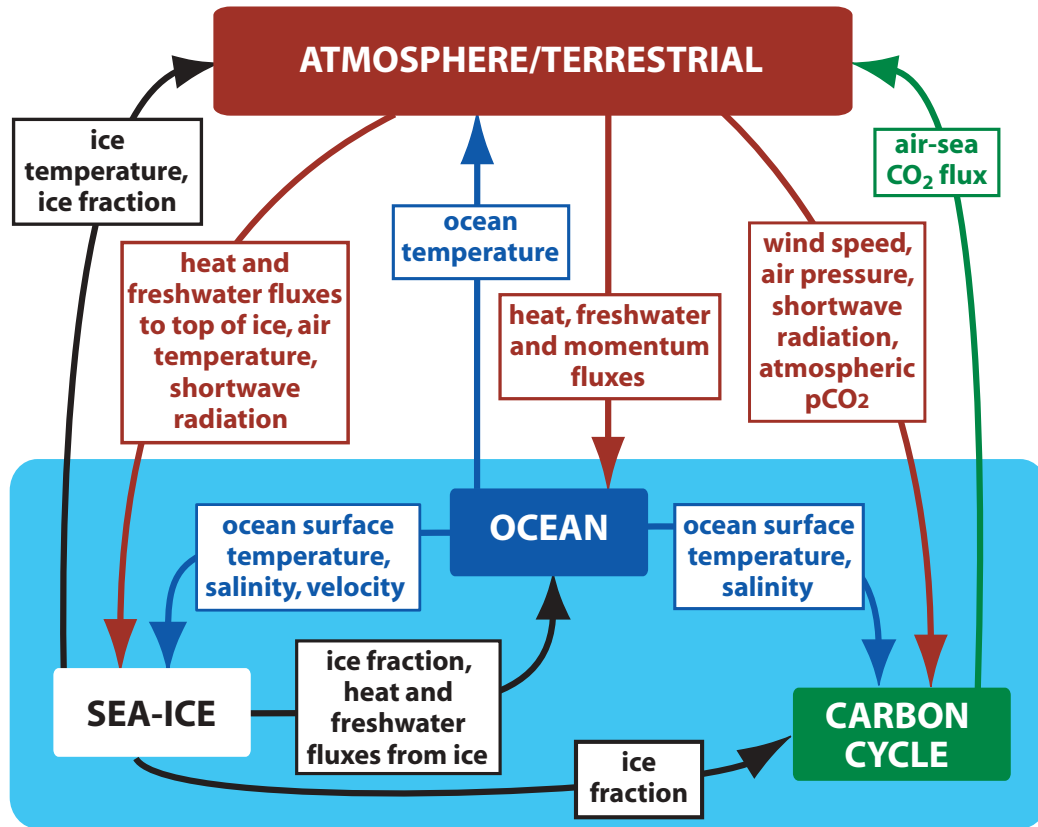 ATMOSPHERE/TERRESTRIAL
ice
temperature,
ice fraction
air-sea
CO₂ flux
ocean
temperature
heat and
freshwater fluxes
to top of ice, air
temperature,
shortwave
radiation
heat, freshwater
and momentum
fluxes
wind speed,
air pressure,
shortwave
radiation,
atmospheric
pCO₂
OCEAN
ocean surface
temperature,
salinity, velocity
ocean surface
temperature,
salinity
SEA-ICE
ice fraction,
heat and
freshwater
fluxes from ice
CARBON
CYCLE
ice
fraction